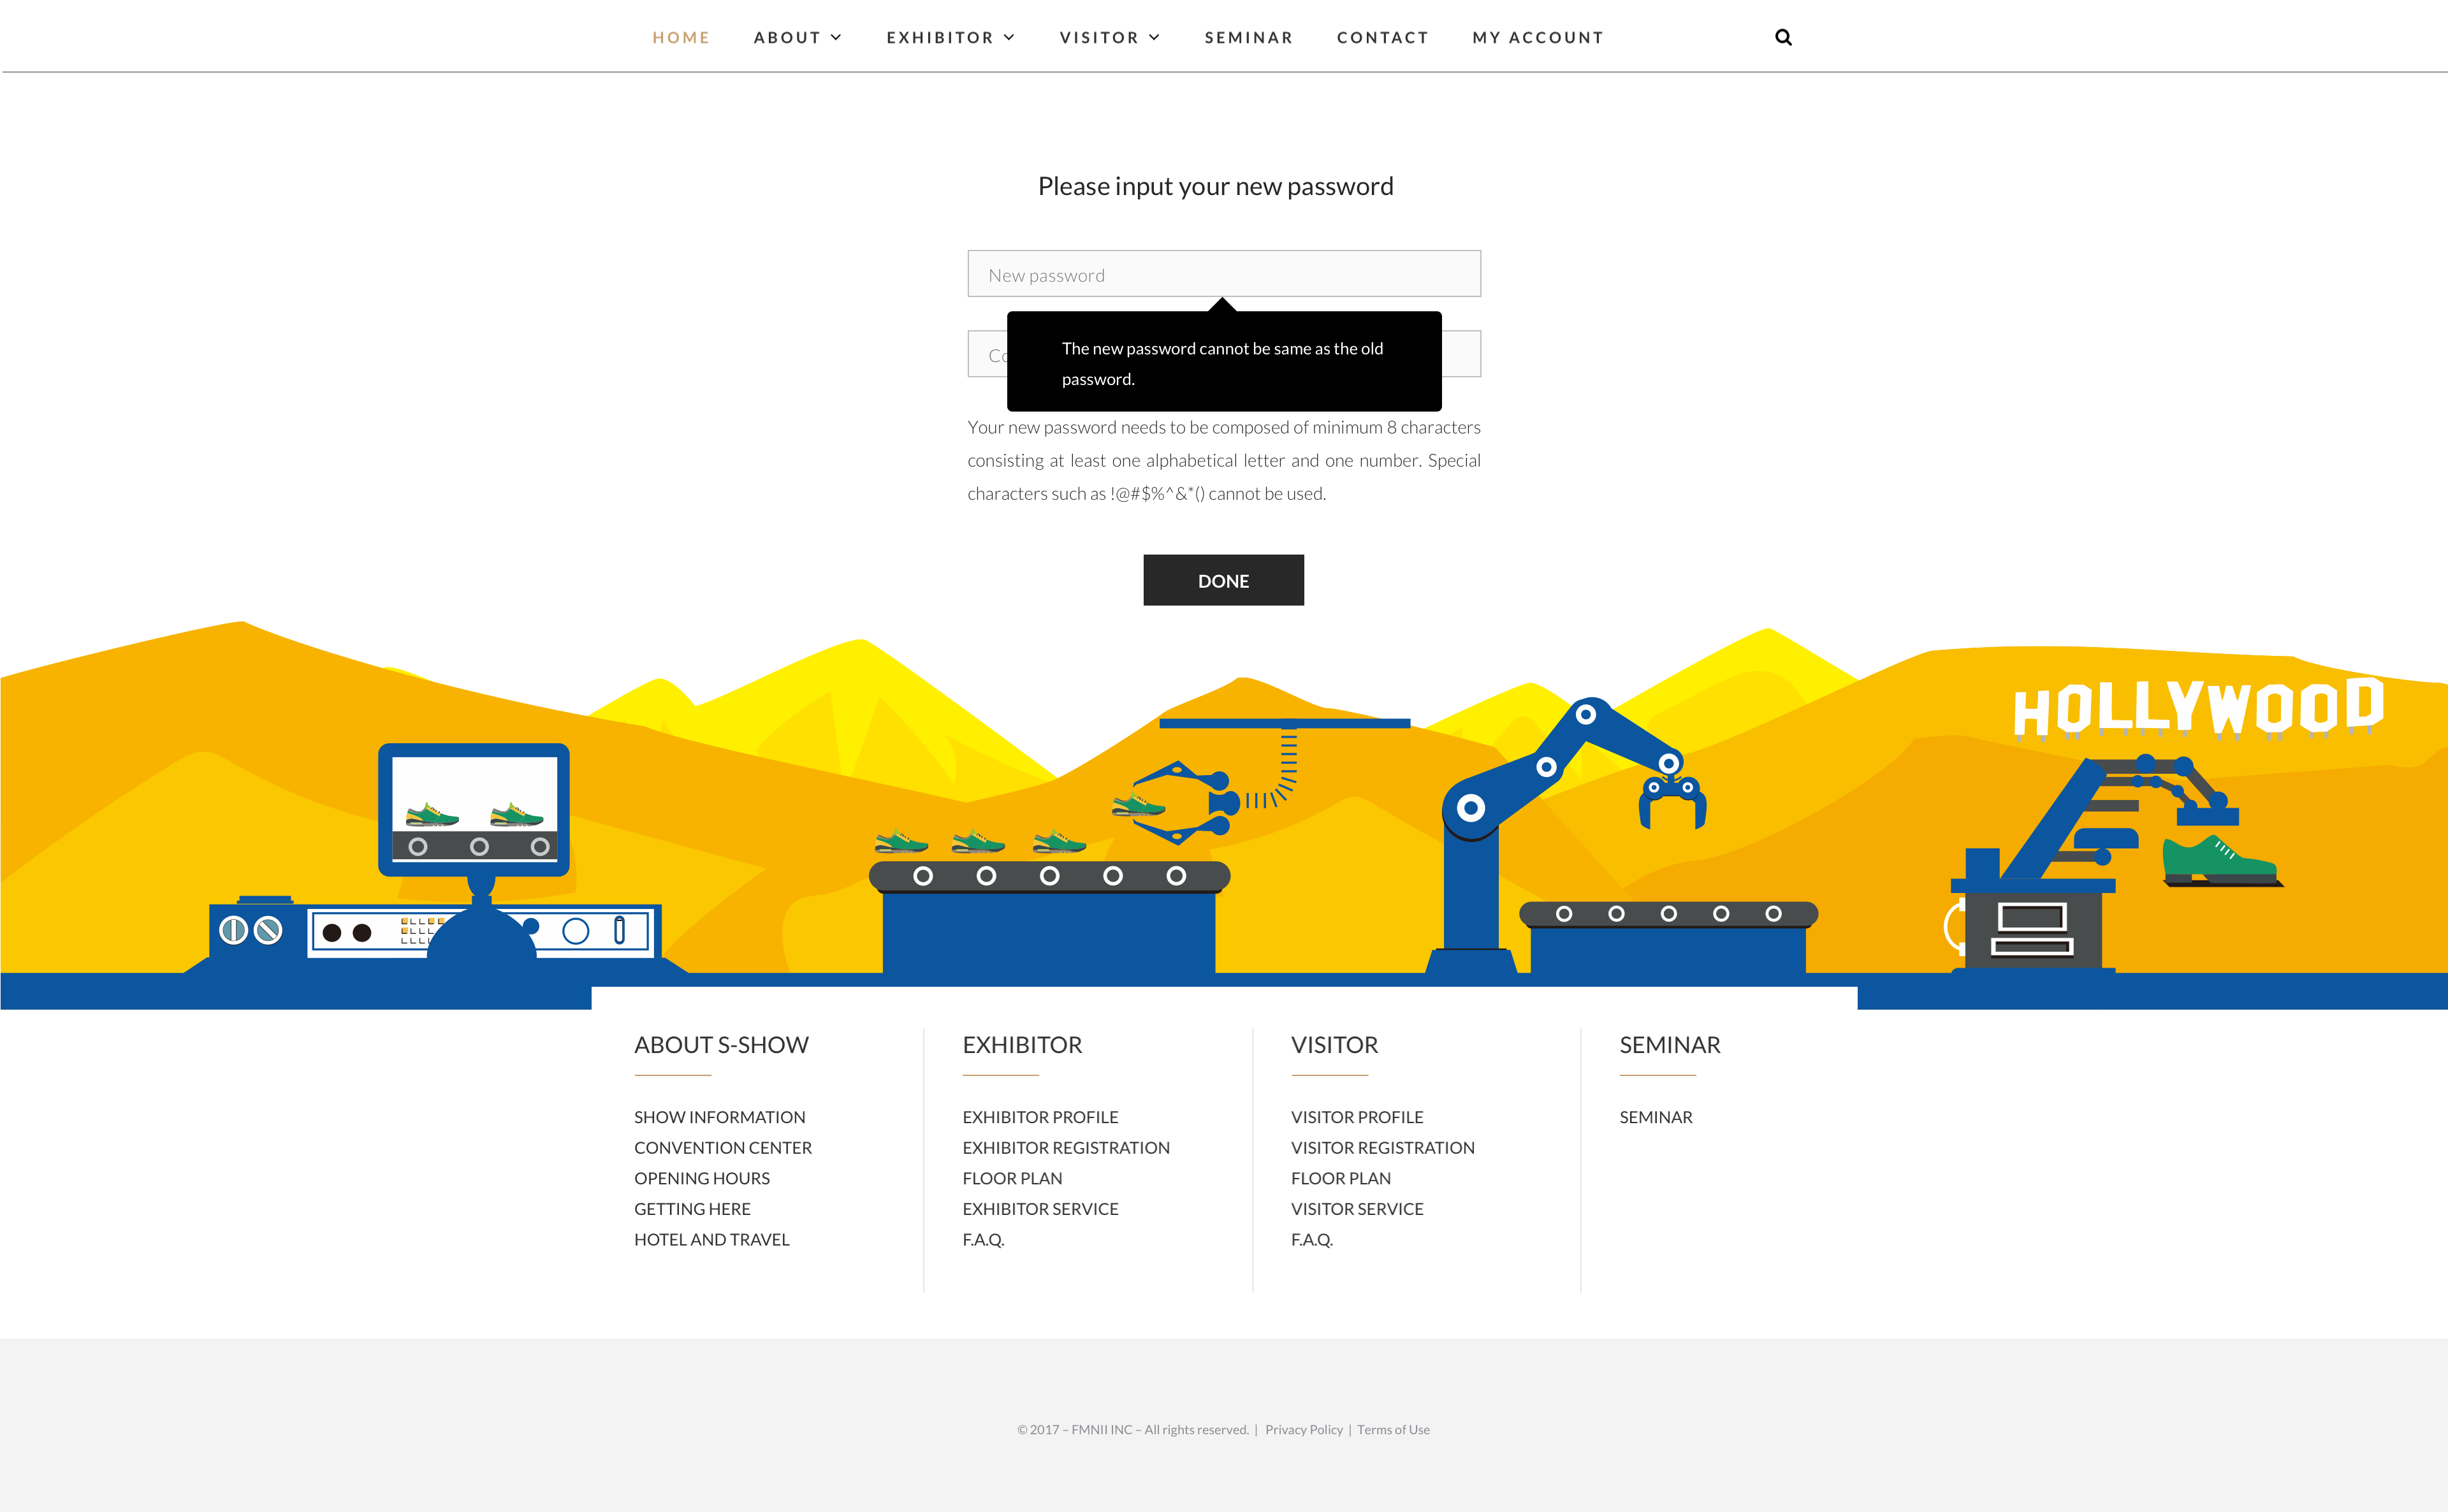 HOME ABOUT EXHIBITOR VISITOR SEMINAR CONTACT MY ACCOUNT
Please input your new password
New password
The new password cannot be same as the old
password.
Your new password needs to be composed of minimum 8 characters
consisting at least one alphabetical letter and one number. Special
characters such as !@#$%^&*() cannot be used.
DONE
HOLLYWOOD
ABOUT S-SHOW
SHOW INFORMATION
CONVENTION CENTER
OPENING HOURS
GETTING HERE
HOTEL AND TRAVEL
EXHIBITOR
EXHIBITOR PROFILE
EXHIBITOR REGISTRATION
FLOOR PLAN
EXHIBITOR SERVICE
F.A.Q.
VISITOR
VISITOR PROFILE
VISITOR REGISTRATION
FLOOR PLAN
VISITOR SERVICE
F.A.Q.
SEMINAR
SEMINAR
© 2017 – FMNII INC – All rights reserved. | Privacy Policy | Terms of Use